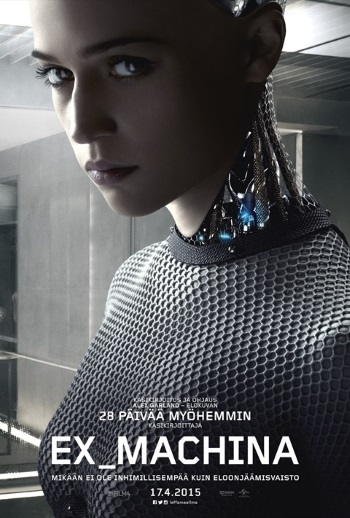 KÄSIKIRJOITUS JA OHJAUS
ALEX GARLAND – ELOKUVAN
28 PÄIVÄÄ MYÖHEMMIN
KÄSIKIRJOITTAJA
EX_MACHINA
MIKÄÄN EI OLE INHIMILLISEMPÄÄ KUIN ELOONJÄÄMISVAISTO
FILM4
17.4.2015